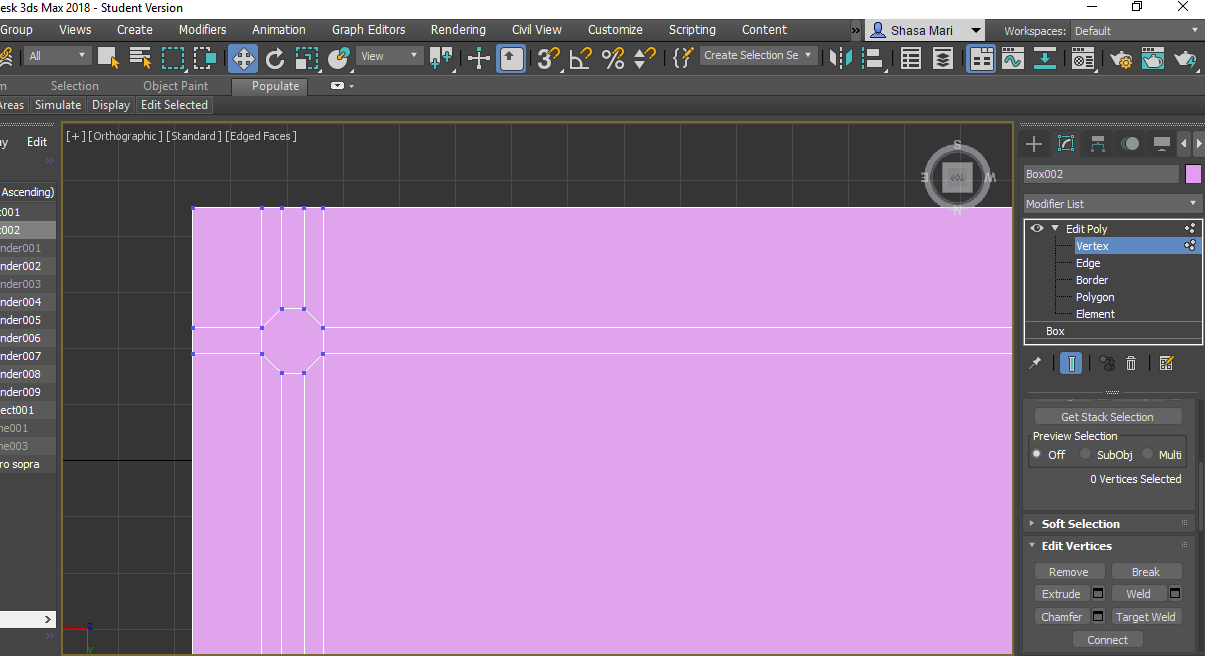 esk 3ds Max 2018 - Student Version
Group Views Create Modifiers Animation Graph Editors Rendering Civil View Customize Scripting Content » Shasa Mari Workspaces: Default
All View 3 Create Selection Se
m Selection Object Paint Populate
Areas Simulate Display Edit Selected
ay Edit
»
Ascending)
x001
x002
nder001
nder002
nder003
nder004
nder005
nder006
nder007
nder008
nder009
ect001
ne001
ne003
ro sopra
>
»
[+] [Orthographic ] [Standard ] [Edged Faces ]
S
E TOP W
N
z
y
Box002
Modifier List
Edit Poly
Vertex
Edge
Border
Polygon
Element
Box
Get Stack Selection
Preview Selection
Off SubObj Multi
0 Vertices Selected
Soft Selection
Edit Vertices
Remove Break
Extrude Weld
Chamfer Target Weld
Connect